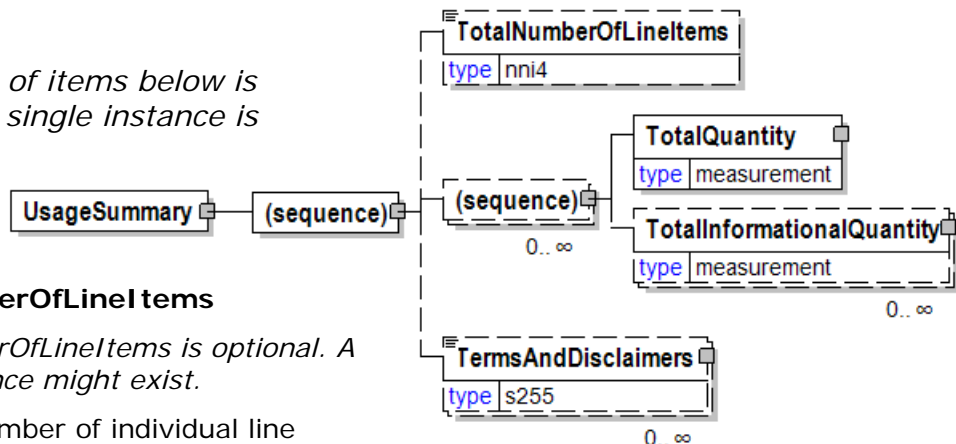 of items below is
single instance is
erOfLineItems
rOfLineItems is optional. A
nce might exist.
mber of individual line
UsageSummary
(sequence)
TotalNumberOfLineItems
type nni4
(sequence)
0.. ∞
TotalQuantity
type measurement
TotalInformationalQuantity
type measurement
0.. ∞
TermsAndDisclaimers
type s255
0.. ∞